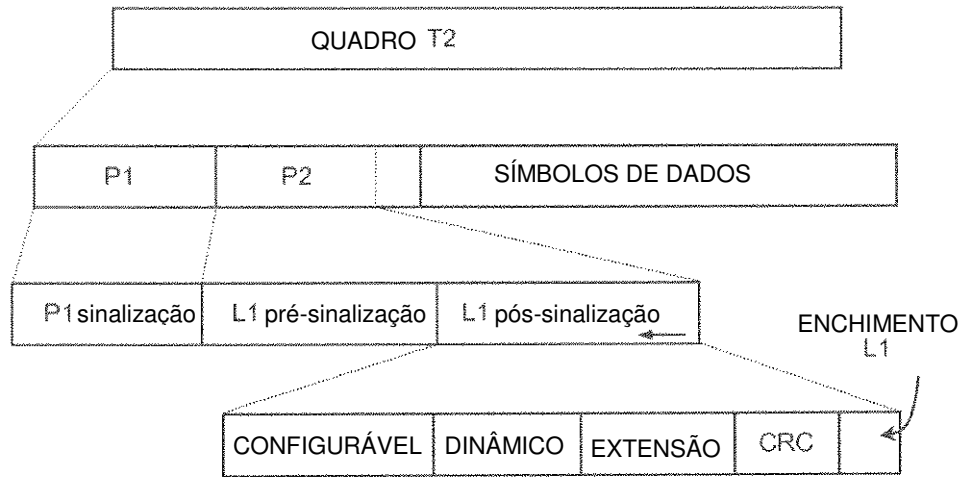 QUADRO T2
P1 P2 SÍMBOLOS DE DADOS
P1 sinalização L1 pré-sinalização L1 pós-sinalização
ENCHIMENTO
L1
CONFIGURÁVEL DINÂMICO EXTENSÃO CRC